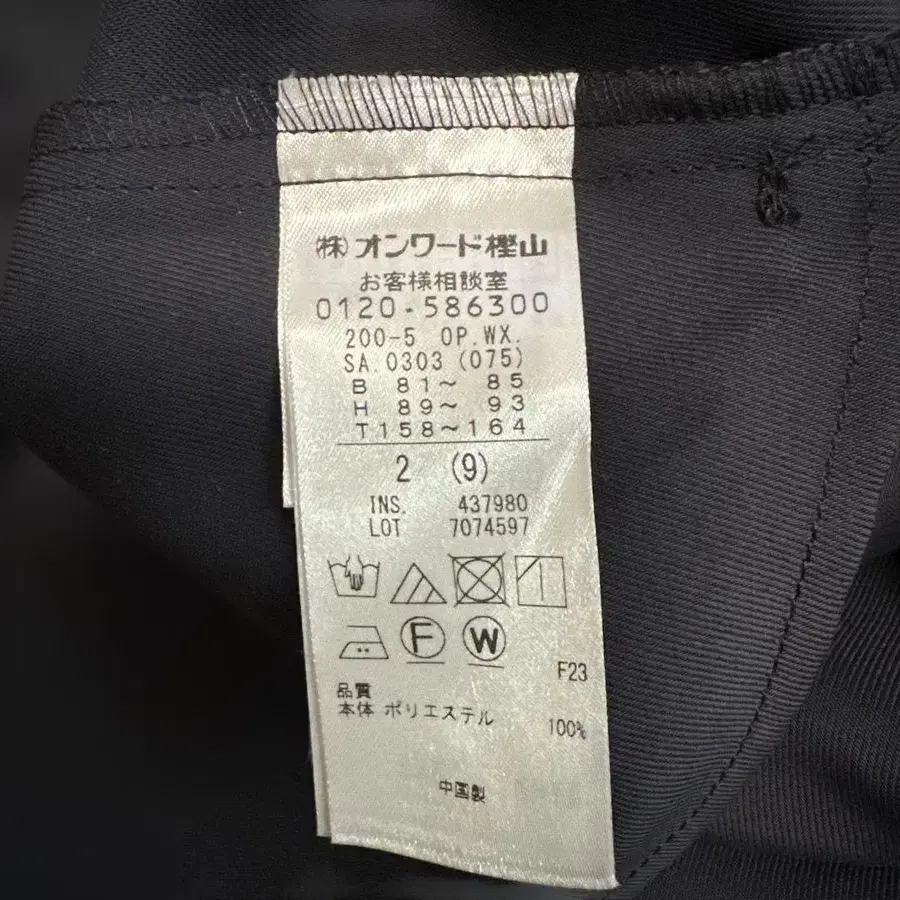 (株)オンワード樫山
お客様相談室
0120-586300
200-5 OP.WX.
SA.0303 (075)
B 81～ 85
H 89～ 93
T158～164
2 (9)
INS. 437980
LOT 7074597
F W
F23
品質
本体 ポリエステル 100%
中国製